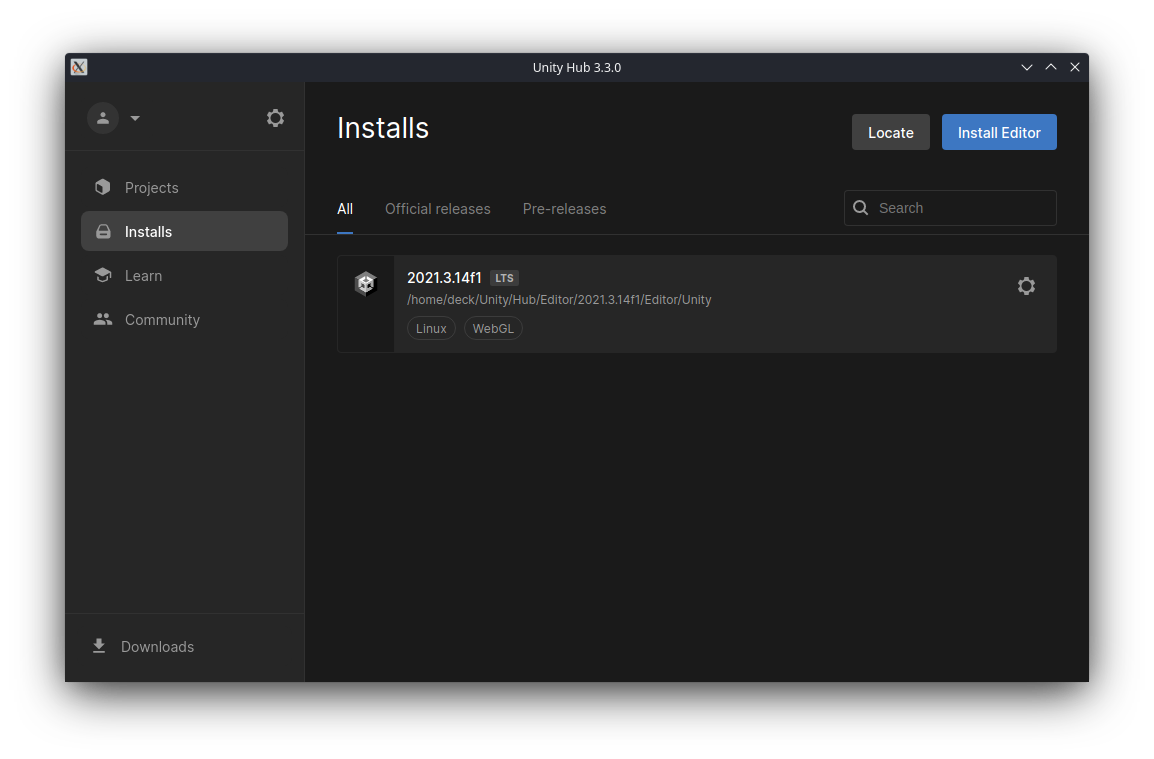 Unity Hub 3.3.0
Projects
Installs
Learn
Community
Downloads
Installs
Locate
Install Editor
All
Official releases
Pre-releases
Search
2021.3.14f1 LTS
/home/deck/Unity/Hub/Editor/2021.3.14f1/Editor/Unity
Linux
WebGL